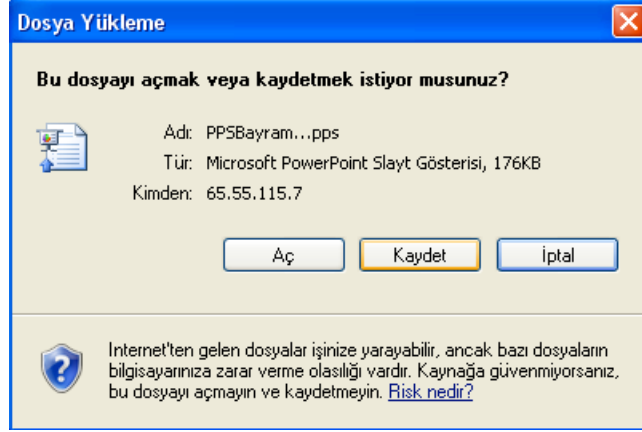 Dosya Yükleme
Bu dosyayı açmak veya kaydetmek istiyor musunuz?
Adı: PPSBayram...pps
Tür: Microsoft PowerPoint Slayt Gösterisi, 176KB
Kimden: 65.55.115.7
Aç Kaydet İptal
Internet'ten gelen dosyalar işinize yarayabilir, ancak bazı dosyaların
bilgisayarınıza zarar verme olasılığı vardır. Kaynağa güvenmiyorsanız,
bu dosyayı açmayın ve kaydetmeyin. Risk nedir?